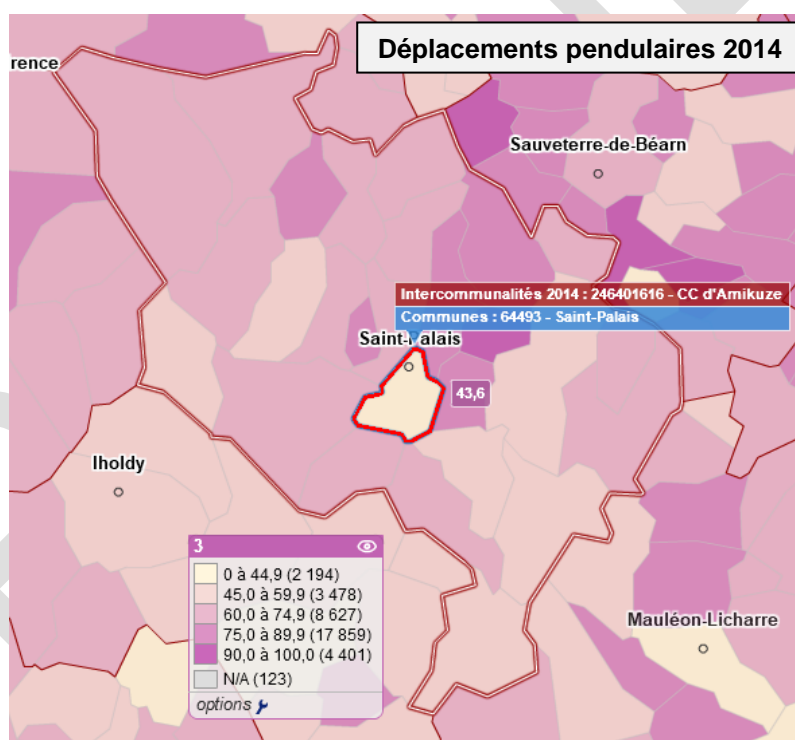 Déplacements pendulaires 2014
rence
Sauveterre-de-Béarn
Intercommunalités 2014 : 246401616 - CC d'Amikuze
Communes : 64493 - Saint-Palais
Saint-Palais
43,6
Iholdy
3
0 à 44,9 (2 194)
45,0 à 59,9 (3 478)
60,0 à 74,9 (8 627)
75,0 à 89,9 (17 859)
90,0 à 100,0 (4 401)
N/A (123)
options
Mauléon-Licharre